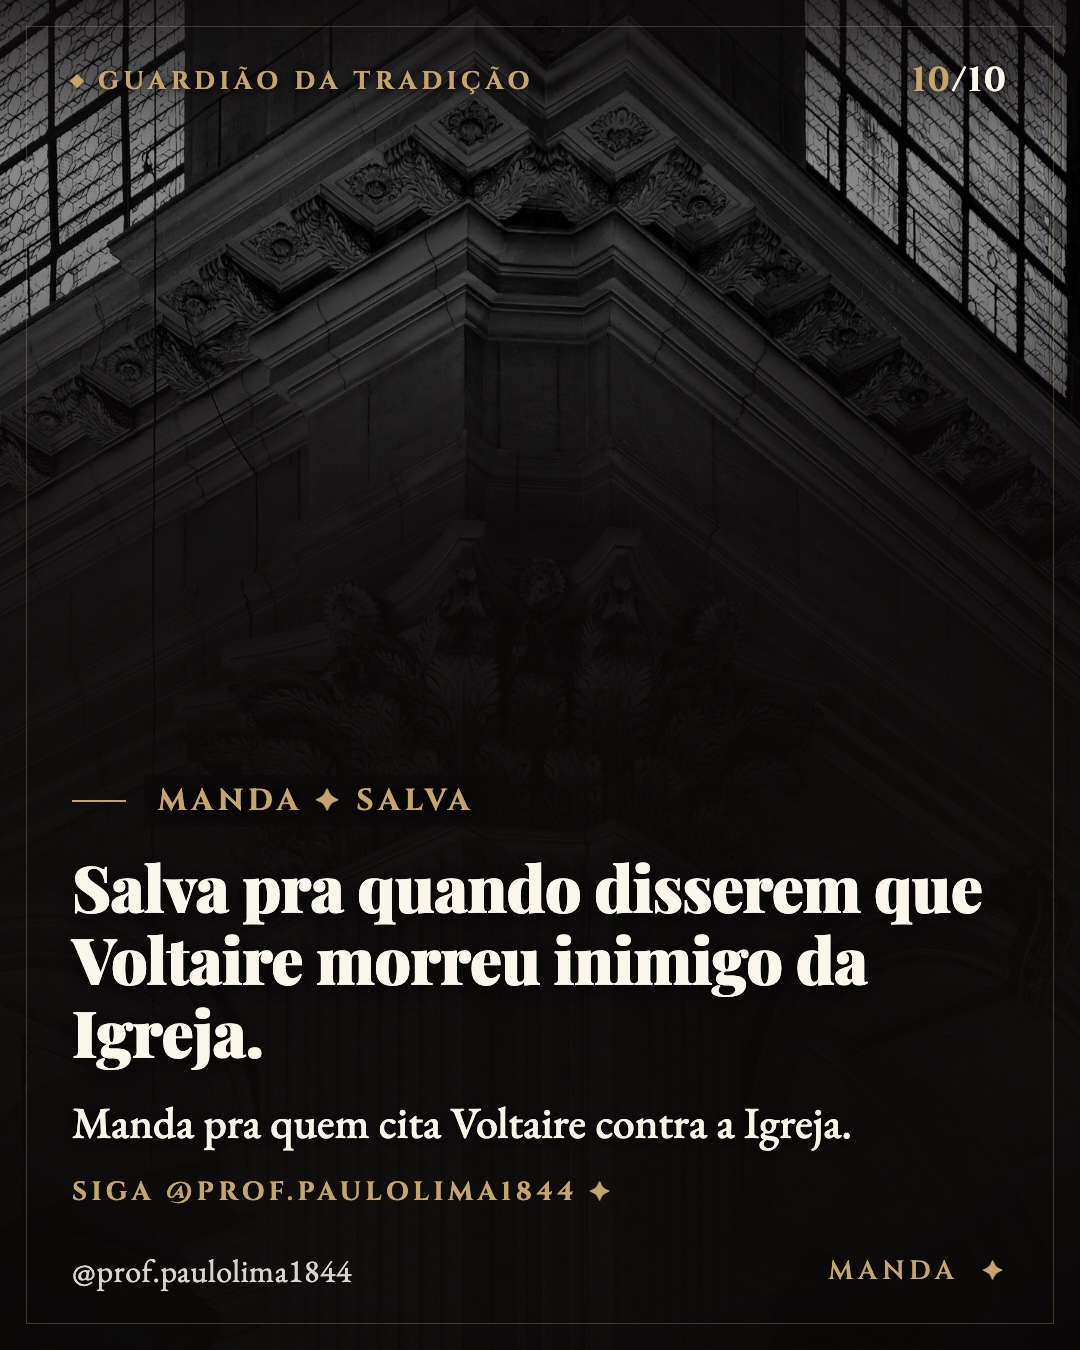 GUARDIÃO DA TRADIÇÃO
10/10
MANDA ✦ SALVA
Salva pra quando disserem que
Voltaire morreu inimigo da
Igreja.
Manda pra quem cita Voltaire contra a Igreja.
SIGA @PROF.PAULOLIMA1844 ✦
@prof.paulolima1844
MANDA ✦